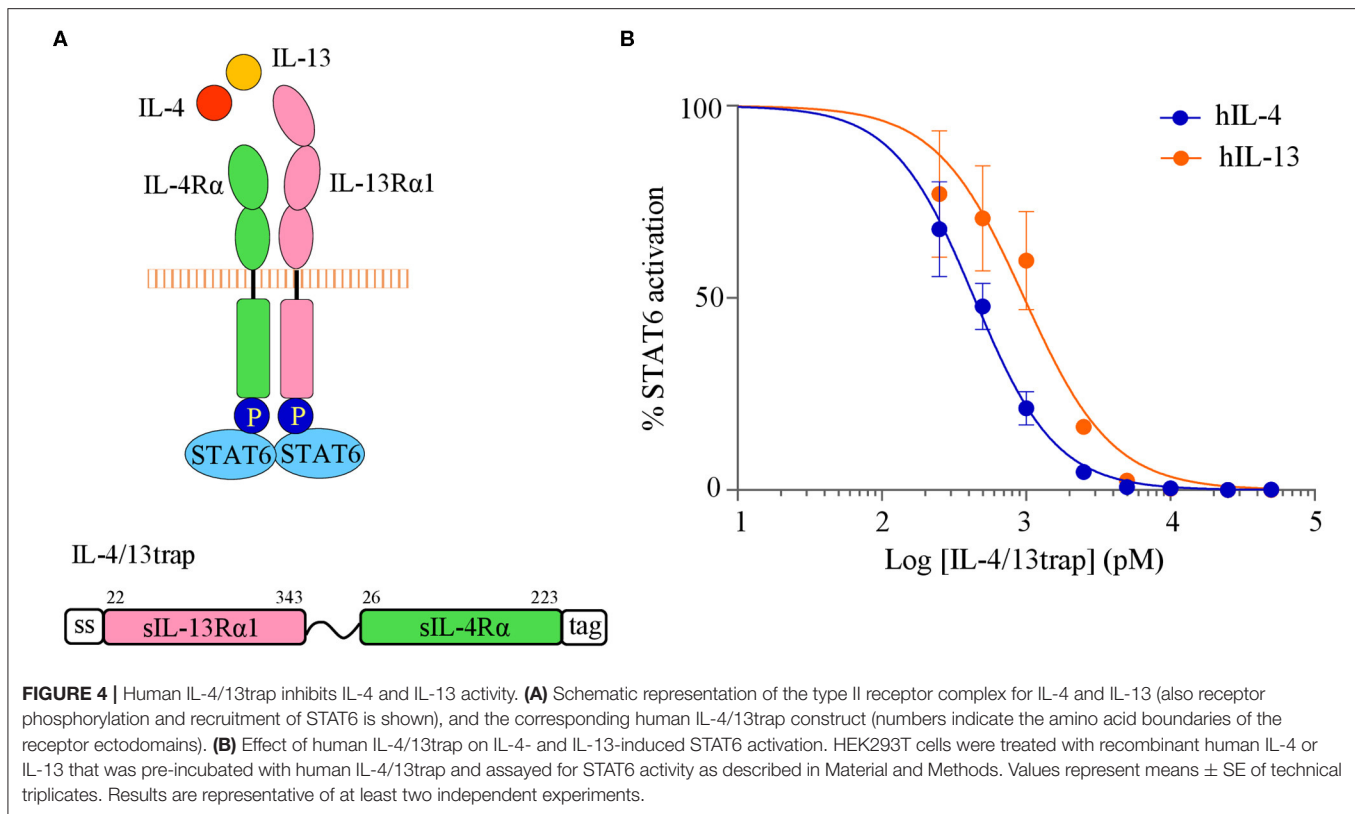 A
IL-13
IL-4
IL-4Rα
IL-13Rα1
P P
STAT6 STAT6
IL-4/13trap
22 343 26 223
ss sIL-13Rα1 sIL-4Rα tag
B
100
50
0
% STAT6 activation
hIL-4
hIL-13
1 2 3 4 5
Log [IL-4/13trap] (pM)
FIGURE 4 | Human IL-4/13trap inhibits IL-4 and IL-13 activity. (A) Schematic representation of the type II receptor complex for IL-4 and IL-13 (also receptor
phosphorylation and recruitment of STAT6 is shown), and the corresponding human IL-4/13trap construct (numbers indicate the amino acid boundaries of the
receptor ectodomains). (B) Effect of human IL-4/13trap on IL-4- and IL-13-induced STAT6 activation. HEK293T cells were treated with recombinant human IL-4 or
IL-13 that was pre-incubated with human IL-4/13trap and assayed for STAT6 activity as described in Material and Methods. Values represent means ± SE of technical
triplicates. Results are representative of at least two independent experiments.